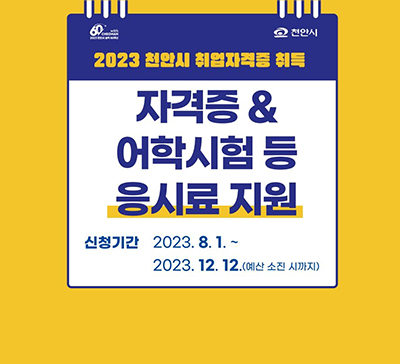 천안시
2023 천안시 취업자격증 취득
자격증 &
어학시험 등
응시료 지원
신청기간 2023. 8. 1. ~
2023. 12. 12.(예산 소진 시까지)